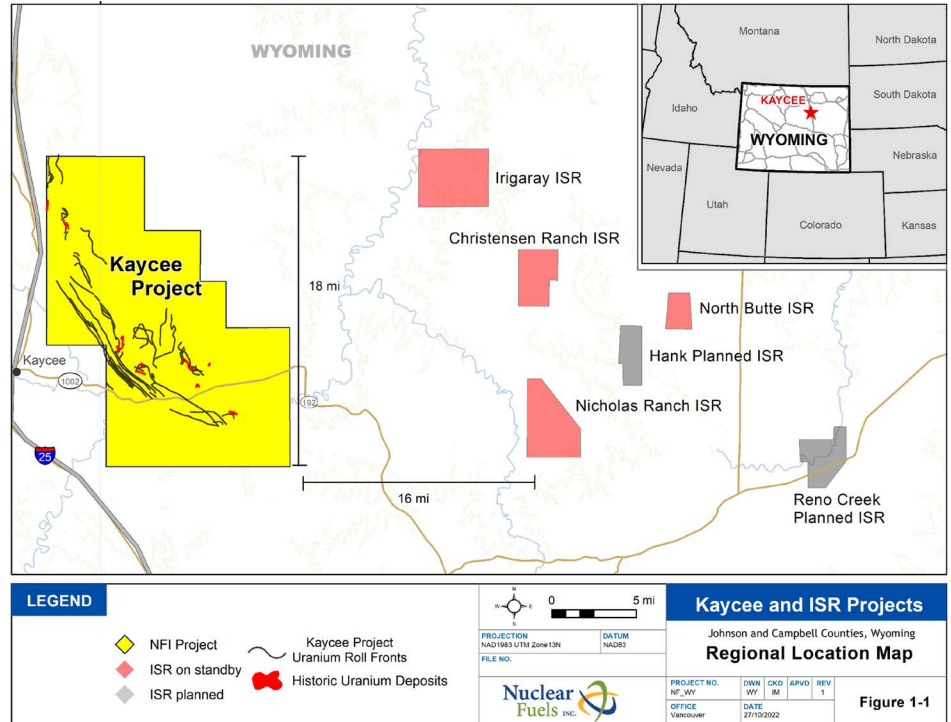 WYOMING
Montana
North Dakota
South Dakota
Idaho
KAYCEE
WYOMING
Nebraska
Nevada
Utah
Colorado
Kansas
Irigaray ISR
Christensen Ranch ISR
Kaycee
Project
18 mi
North Butte ISR
Hank Planned ISR
Kaycee
1002
192
Nicholas Ranch ISR
25
16 mi
Reno Creek
Planned ISR
LEGEND
NFI Project
ISR on standby
ISR planned
Kaycee Project
Uranium Roll Fronts
Historic Uranium Deposits
N
W E
S
0 5 mi
PROJECTION
NAD1983 UTM Zone13N
DATUM
NAD83
FILE NO.
Nuclear
Fuels INC.
Kaycee and ISR Projects
Johnson and Campbell Counties, Wyoming
Regional Location Map
PROJECT NO.
NF_WY
DWN CKD APVD REV
WY IM 1
OFFICE
Vancouver
DATE
27/10/2022
Figure 1-1